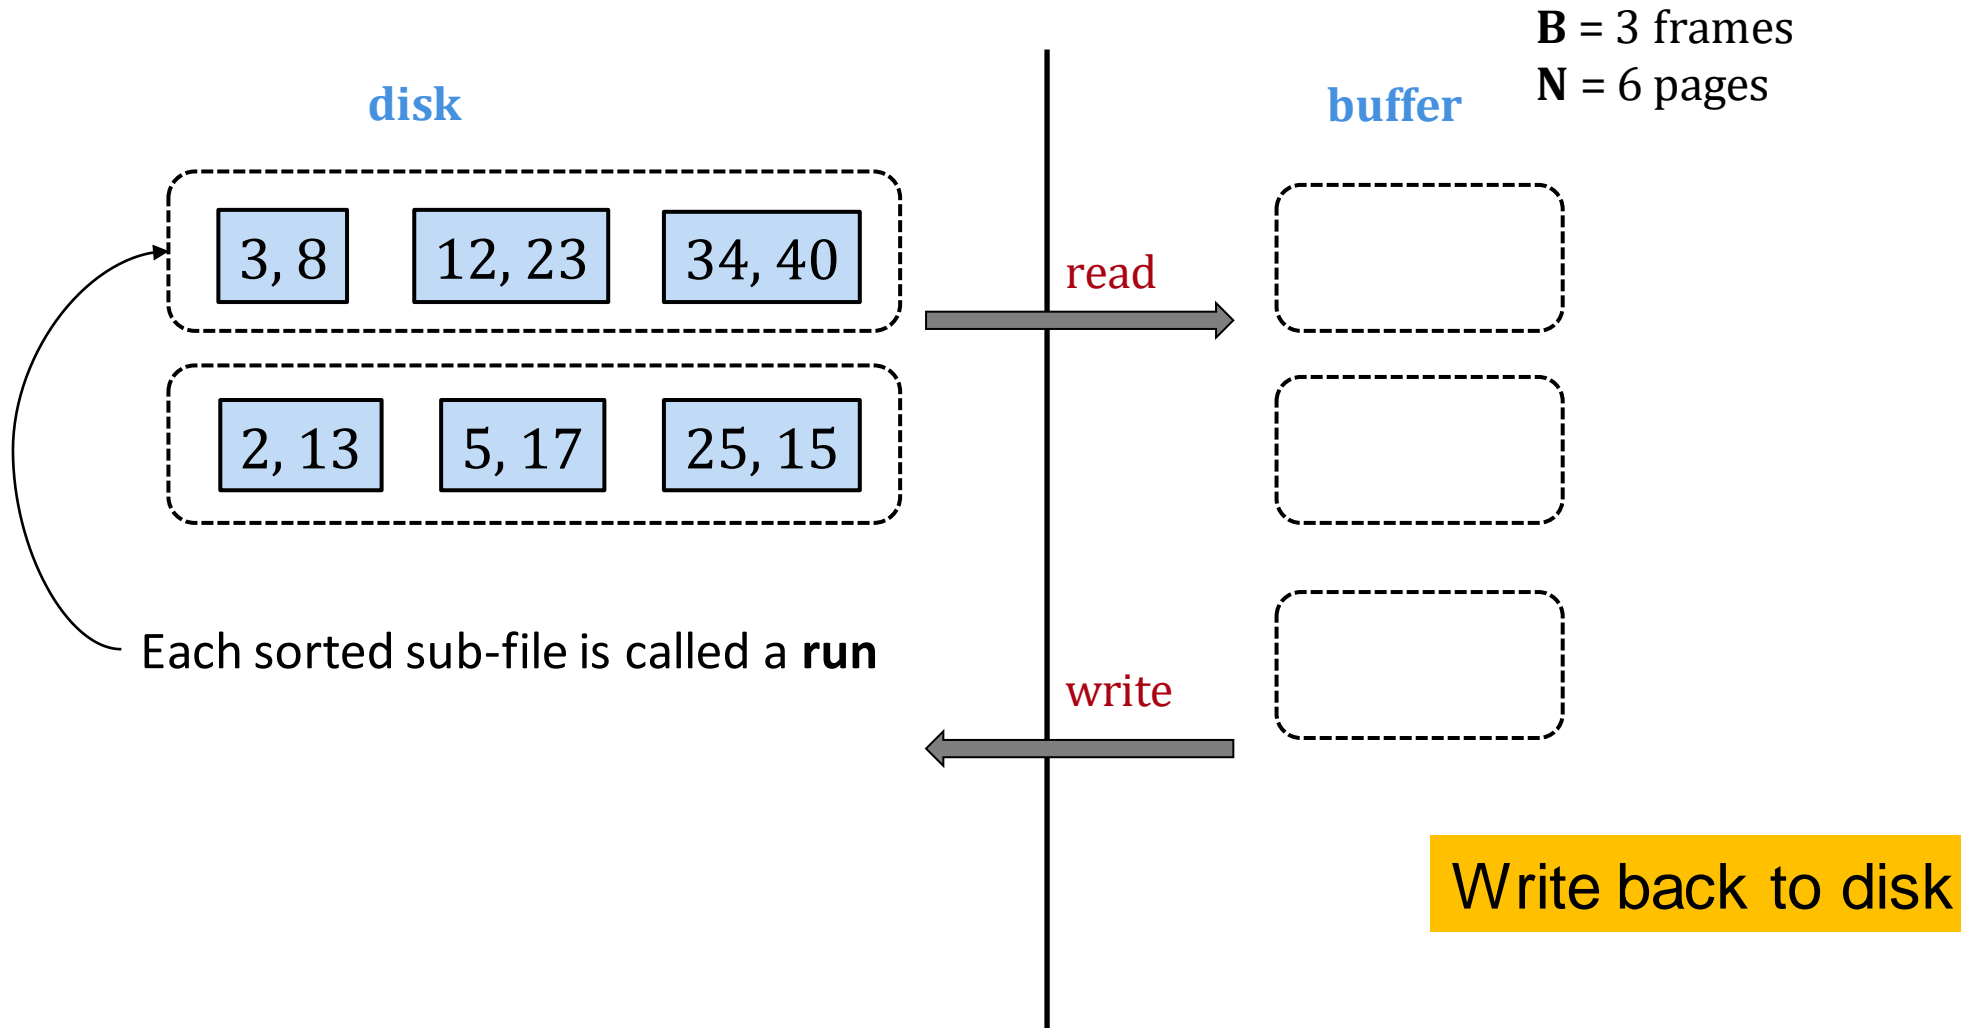 B = 3 frames
N = 6 pages
disk
buffer
3, 8
12, 23
34, 40
read
2, 13
5, 17
25, 15
Each sorted sub-file is called a run
write
Write back to disk